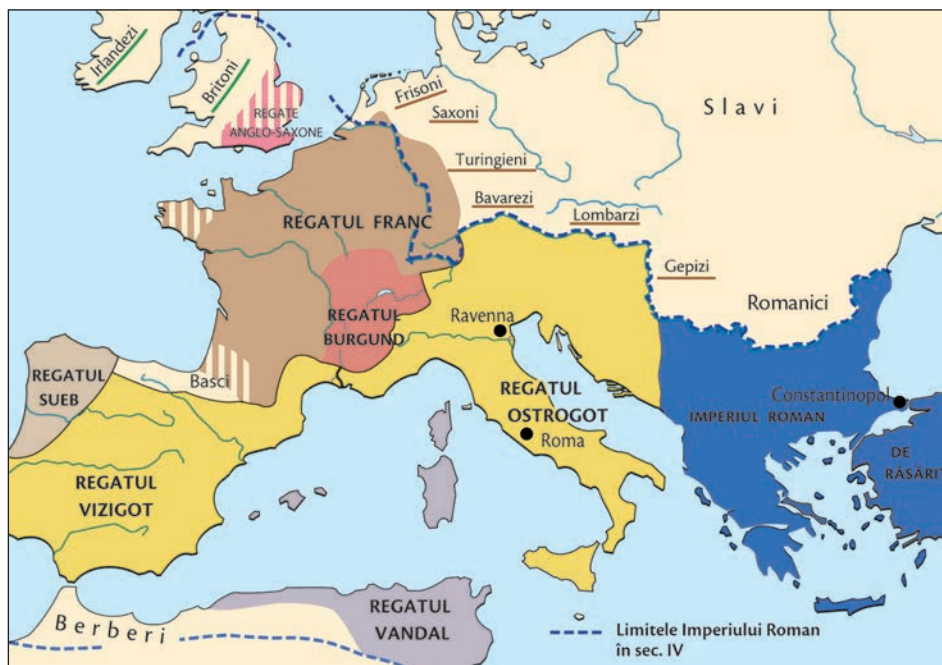 Irlandezi
Britoni
REGATE
ANGLO-SAXONE
Frisoni
Saxoni
Slavi
Turingieni
Bavarezi
Lombarzi
REGATUL FRANC
Gepizi
Romanici
REGATUL
BURGUND
Ravenna
Basci
REGATUL
SUEB
REGATUL
OSTROGOT
Roma
Constantinopol
IMPERIUL ROMAN
DE
RĂSĂRIT
REGATUL
VIZIGOT
REGATUL
VANDAL
Berberi
Limitele Imperiului Roman
în sec. IV